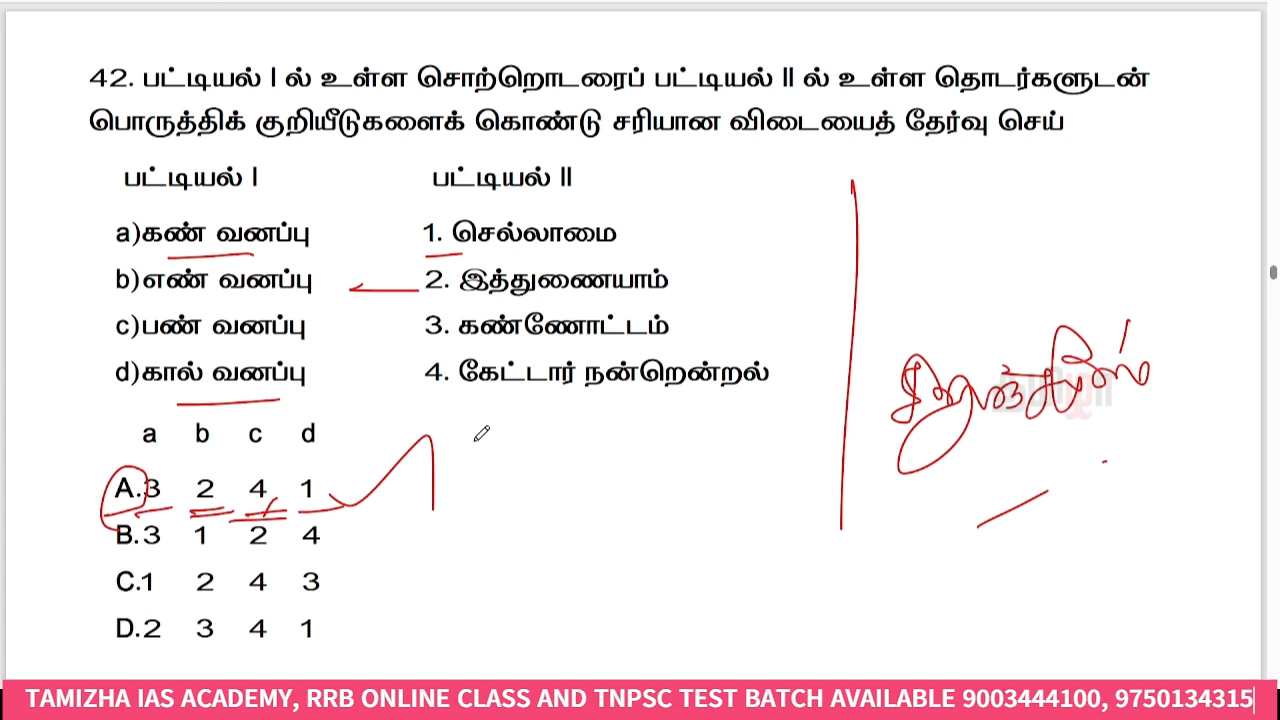 42. பட்டியல் I ல் உள்ள சொற்றொடரைப் பட்டியல் II ல் உள்ள தொடர்களுடன்
பொருத்திக் குறியீடுகளைக் கொண்டு சரியான விடையைத் தேர்வு செய்
பட்டியல் I பட்டியல் II
a)கண் வனப்பு 1. செல்லாமை
b)எண் வனப்பு 2. இத்துணையாம்
c)பண் வனப்பு 3. கண்ணோட்டம்
d)கால் வனப்பு 4. கேட்டார் நன்றென்றல்
a b c d
A.3 2 4 1
B.3 1 2 4
C.1 2 4 3
D.2 3 4 1
TAMIZHA IAS ACADEMY, RRB ONLINE CLASS AND TNPSC TEST BATCH AVAILABLE 9003444100, 9750134315